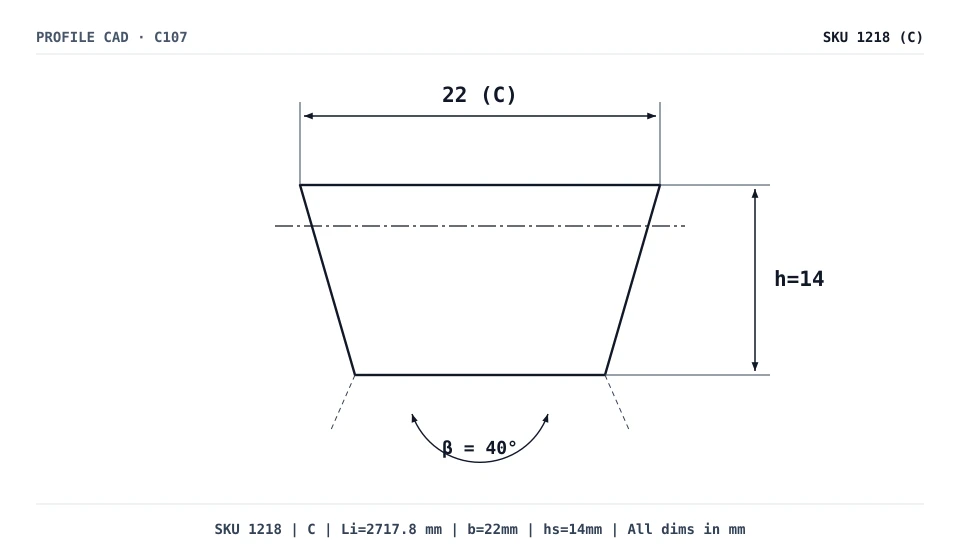 PROFILE CAD · C107
SKU 1218 (C)
22 (C)
h=14
β = 40°
SKU 1218 | C | Li=2717.8 mm | b=22mm | hs=14mm | All dims in mm